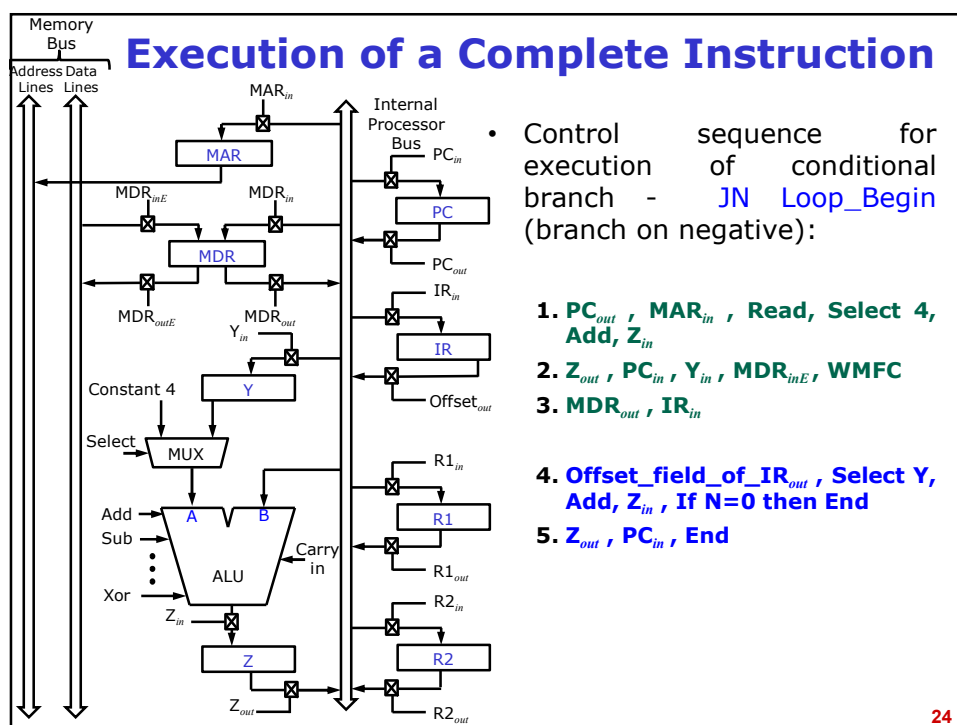 Memory
Bus
Execution of a Complete Instruction
Address Data
Lines Lines
MARin
Internal
Processor
Bus
MAR
PCin
MDRinE
MDRin
PC
MDR
PCout
MDRoutE
MDRout
IRin
Yin
IR
Y
Constant 4
Offsetout
Select
MUX
R1in
Add
A
B
R1
Sub
Carry
in
ALU
R1out
Xor
R2in
Zin
Z
R2
Zout
R2out
• Control sequence for
execution of conditional
branch - JN Loop_Begin
(branch on negative):
1. PCout , MARin , Read, Select 4,
Add, Zin
2. Zout , PCin , Yin , MDRinE , WMFC
3. MDRout , IRin
4. Offset_field_of_IRout , Select Y,
Add, Zin , If N=0 then End
5. Zout , PCin , End
24